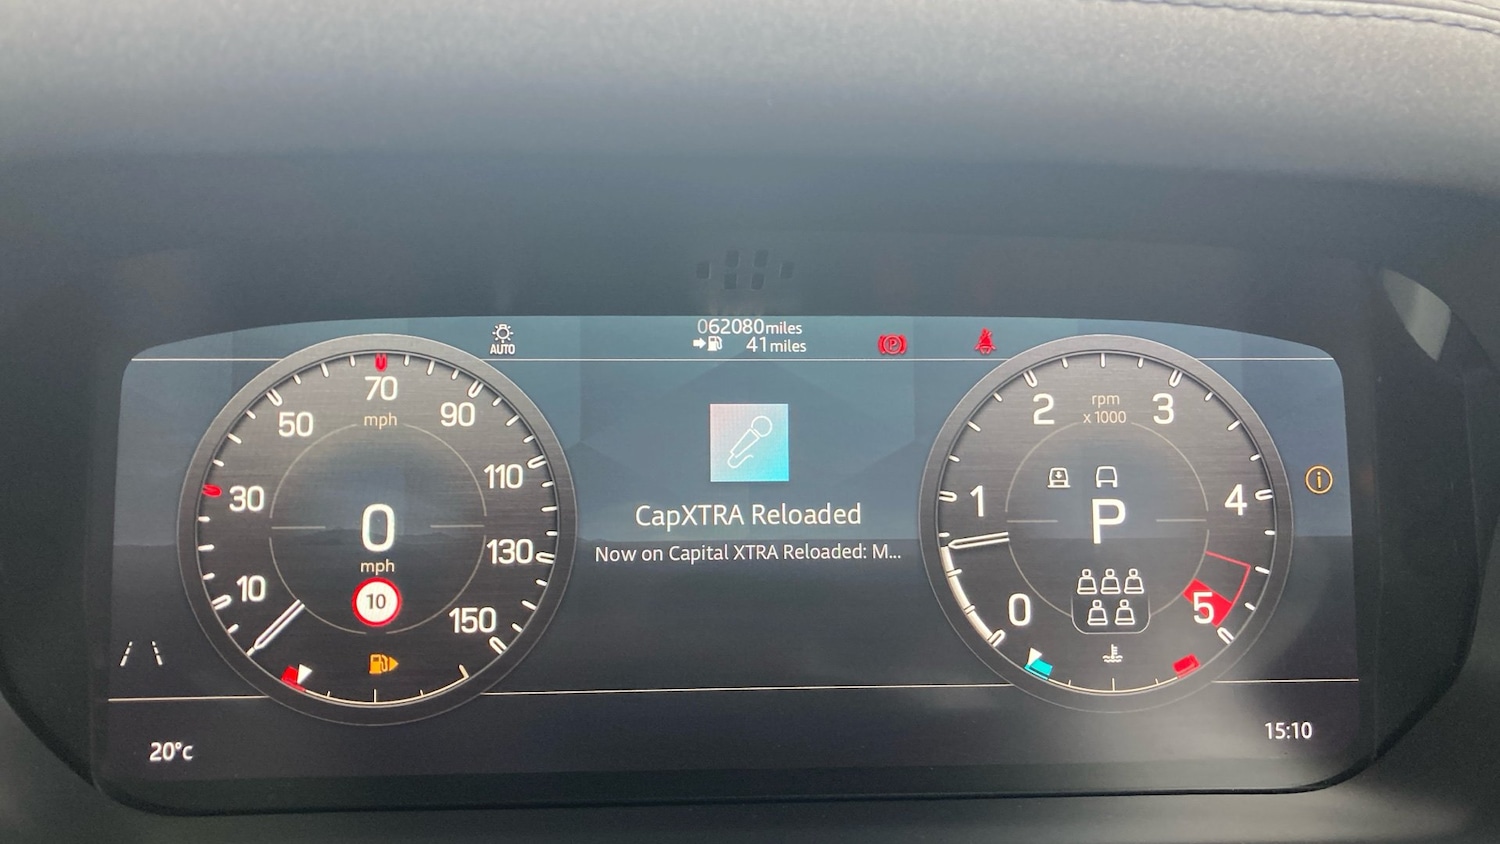 062080miles
41miles
AUTO
P
10
30
50
70
90
110
130
150
mph
0
mph
10
CapXTRA Reloaded
Now on Capital XTRA Reloaded: M...
0
1
2
3
4
5
rpm
x 1000
P
i
20°c
15:10